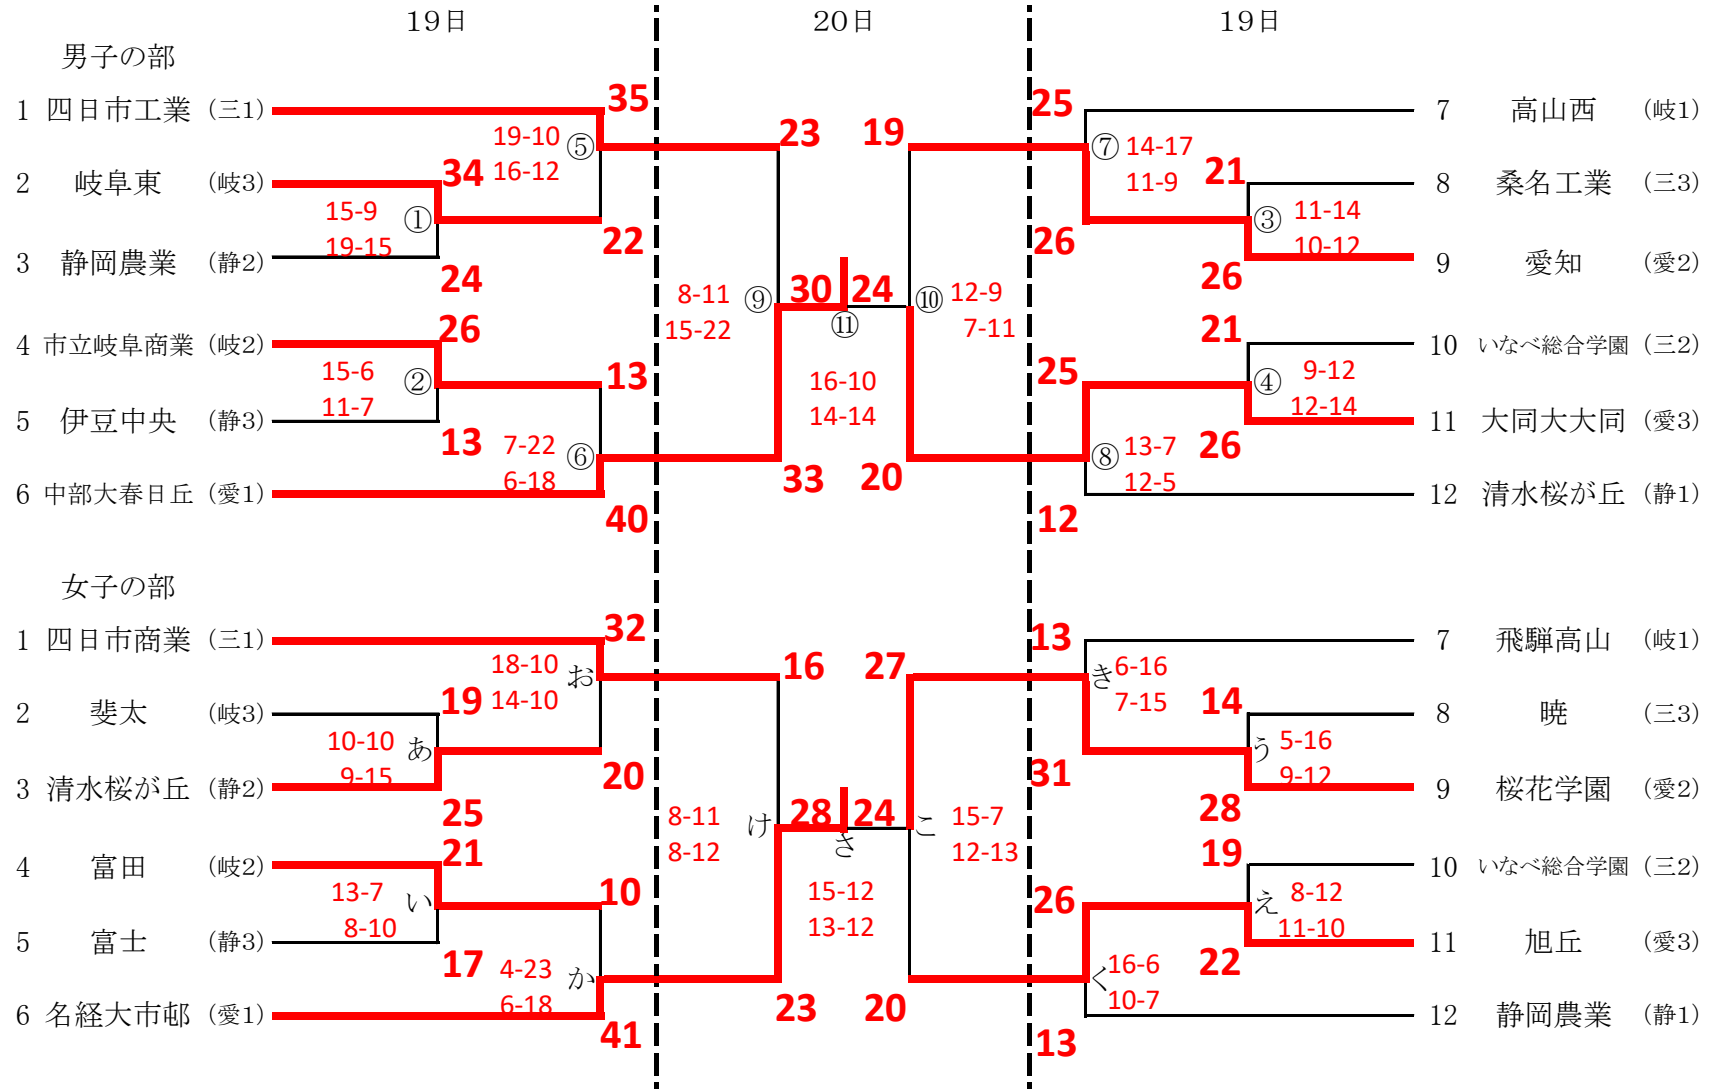 19日 20日 19日
男子の部
35 25
1 四日市工業 (三1) 7 高山西 (岐1)
19-10 ⑤ 23 19 ⑦ 14-17
16-12 11-9
2 岐阜東 (岐3) 34 21 8 桑名工業 (三3)
15-9 ① 11-14 ③
19-15 22 26 10-12
3 静岡農業 (静2) 9 愛知 (愛2)
24 26
8-11 ⑨ 30 24 ⑩ 12-9
15-22 ⑪ 7-11
26 21
4 市立岐阜商業 (岐2) 10 いなべ総合学園 (三2)
15-6 ② 13 25 ④ 9-12
11-7 16-10 12-14
14-14
5 伊豆中央 (静3) 11 大同大大同 (愛3)
13 7-22 ⑥ ⑧ 13-7 26
6-18 33 20 12-5
6 中部大春日丘 (愛1) 12 清水桜が丘 (静1)
40 12
女子の部
32 13
1 四日市商業 (三1) 7 飛騨高山 (岐1)
18-10 お 16 27 き 6-16
14-10 7-15
2 斐太 (岐3) 19 14 8 暁 (三3)
10-10 あ う 5-16
9-15 20 31 9-12
3 清水桜が丘 (静2) 9 桜花学園 (愛2)
25 28
8-11 け 28 24 こ 15-7
8-12 さ 12-13
21 19
4 富田 (岐2) 10 いなべ総合学園 (三2)
13-7 い 10 15-12 26 え 8-12
8-10 13-12 11-10
5 富士 (静3) 11 旭丘 (愛3)
17 4-23 か く 16-6 22
6-18 23 20 10-7
6 名経大市邨 (愛1) 12 静岡農業 (静1)
41 13